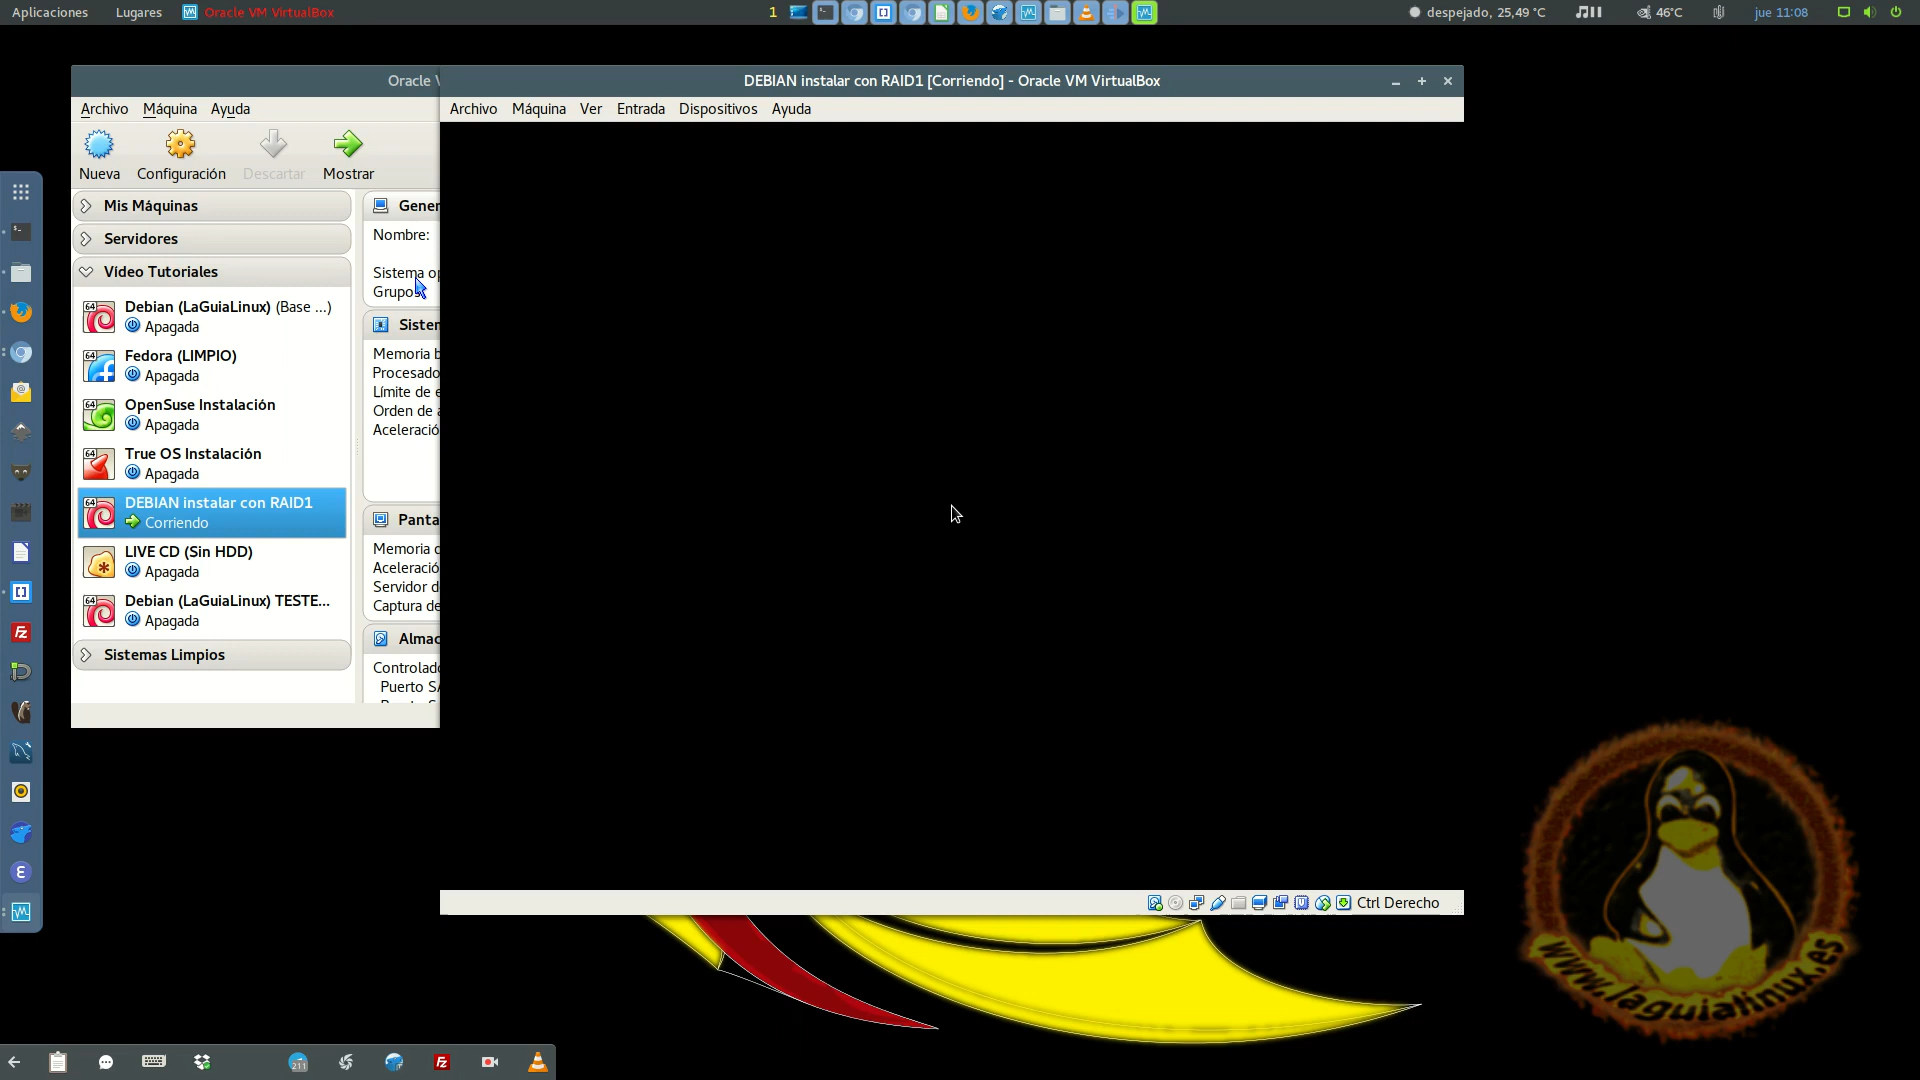 Aplicaciones Lugares Oracle VM VirtualBox 1 despejado, 25,49 °C 46°C jue 11:08
Oracle V
Archivo Máquina Ayuda
Nueva Configuración Descartar Mostrar
Mis Máquinas
Servidores
Vídeo Tutoriales
Debian (LaGuiaLinux) (Base ...)
Apagada
Fedora (LIMPIO)
Apagada
OpenSuse Instalación
Apagada
True OS Instalación
Apagada
DEBIAN instalar con RAID1
Corriendo
LIVE CD (Sin HDD)
Apagada
Debian (LaGuiaLinux) TESTE...
Apagada
Sistemas Limpios
Gener
Nombre:
Sistema op
Grupos
Sisten
Memoria b
Procesado
Límite de e
Orden de a
Aceleració
Panta
Memoria d
Aceleració
Servidor d
Captura de
Almac
Controlado
Puerto SA
DEBIAN instalar con RAID1 [Corriendo] - Oracle VM VirtualBox
Archivo Máquina Ver Entrada Dispositivos Ayuda
Ctrl Derecho
www.laguialinux.es
211